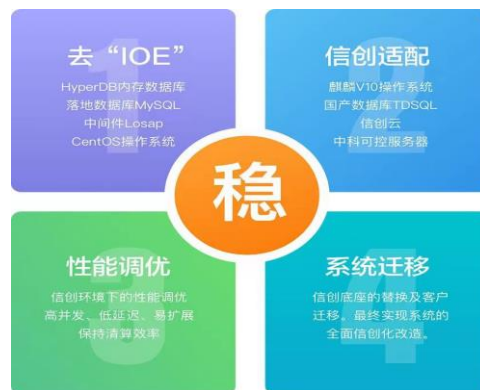 1
去“IOE”
HyperDB内存数据库
落地数据库MySQL
中间件Losap
CentOS操作系统
2
信创适配
麒麟V10操作系统
国产数据库TDSQL
信创云
中科可控服务器
稳
3
性能调优
信创环境下的性能调优
高并发、低延迟、易扩展
保持清算效率
4
系统迁移
信创底座的替换及客户
迁移。最终实现系统的
全面信创化改造。